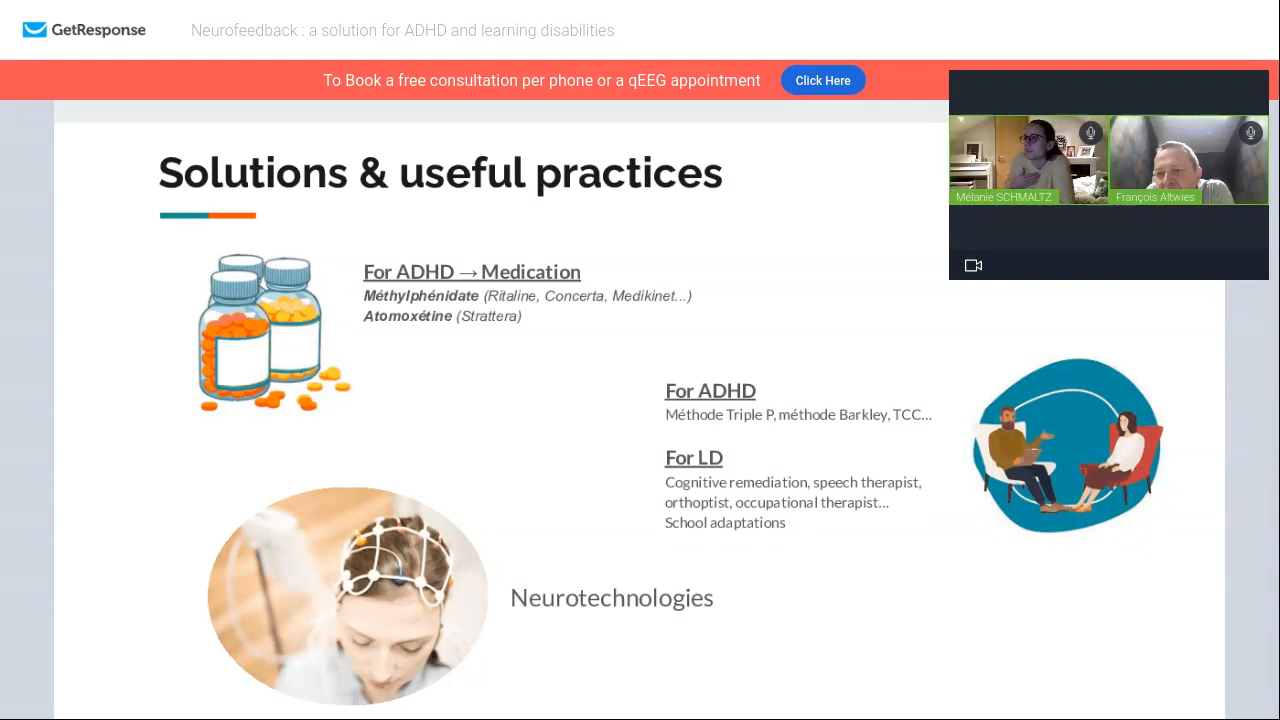 GetResponse
Neurofeedback : a solution for ADHD and learning disabilities
To Book a free consultation per phone or a qEEG appointment
Click Here
Mélanie SCHMALTZ
François Altwies
Solutions & useful practices
For ADHD → Medication
Méthylphénidate (Ritaline, Concerta, Medikinet...)
Atomoxétine (Strattera)
For ADHD
Méthode Triple P, méthode Barkley, TCC...
For LD
Cognitive remediation, speech therapist,
orthoptist, occupational therapist...
School adaptations
Neurotechnologies